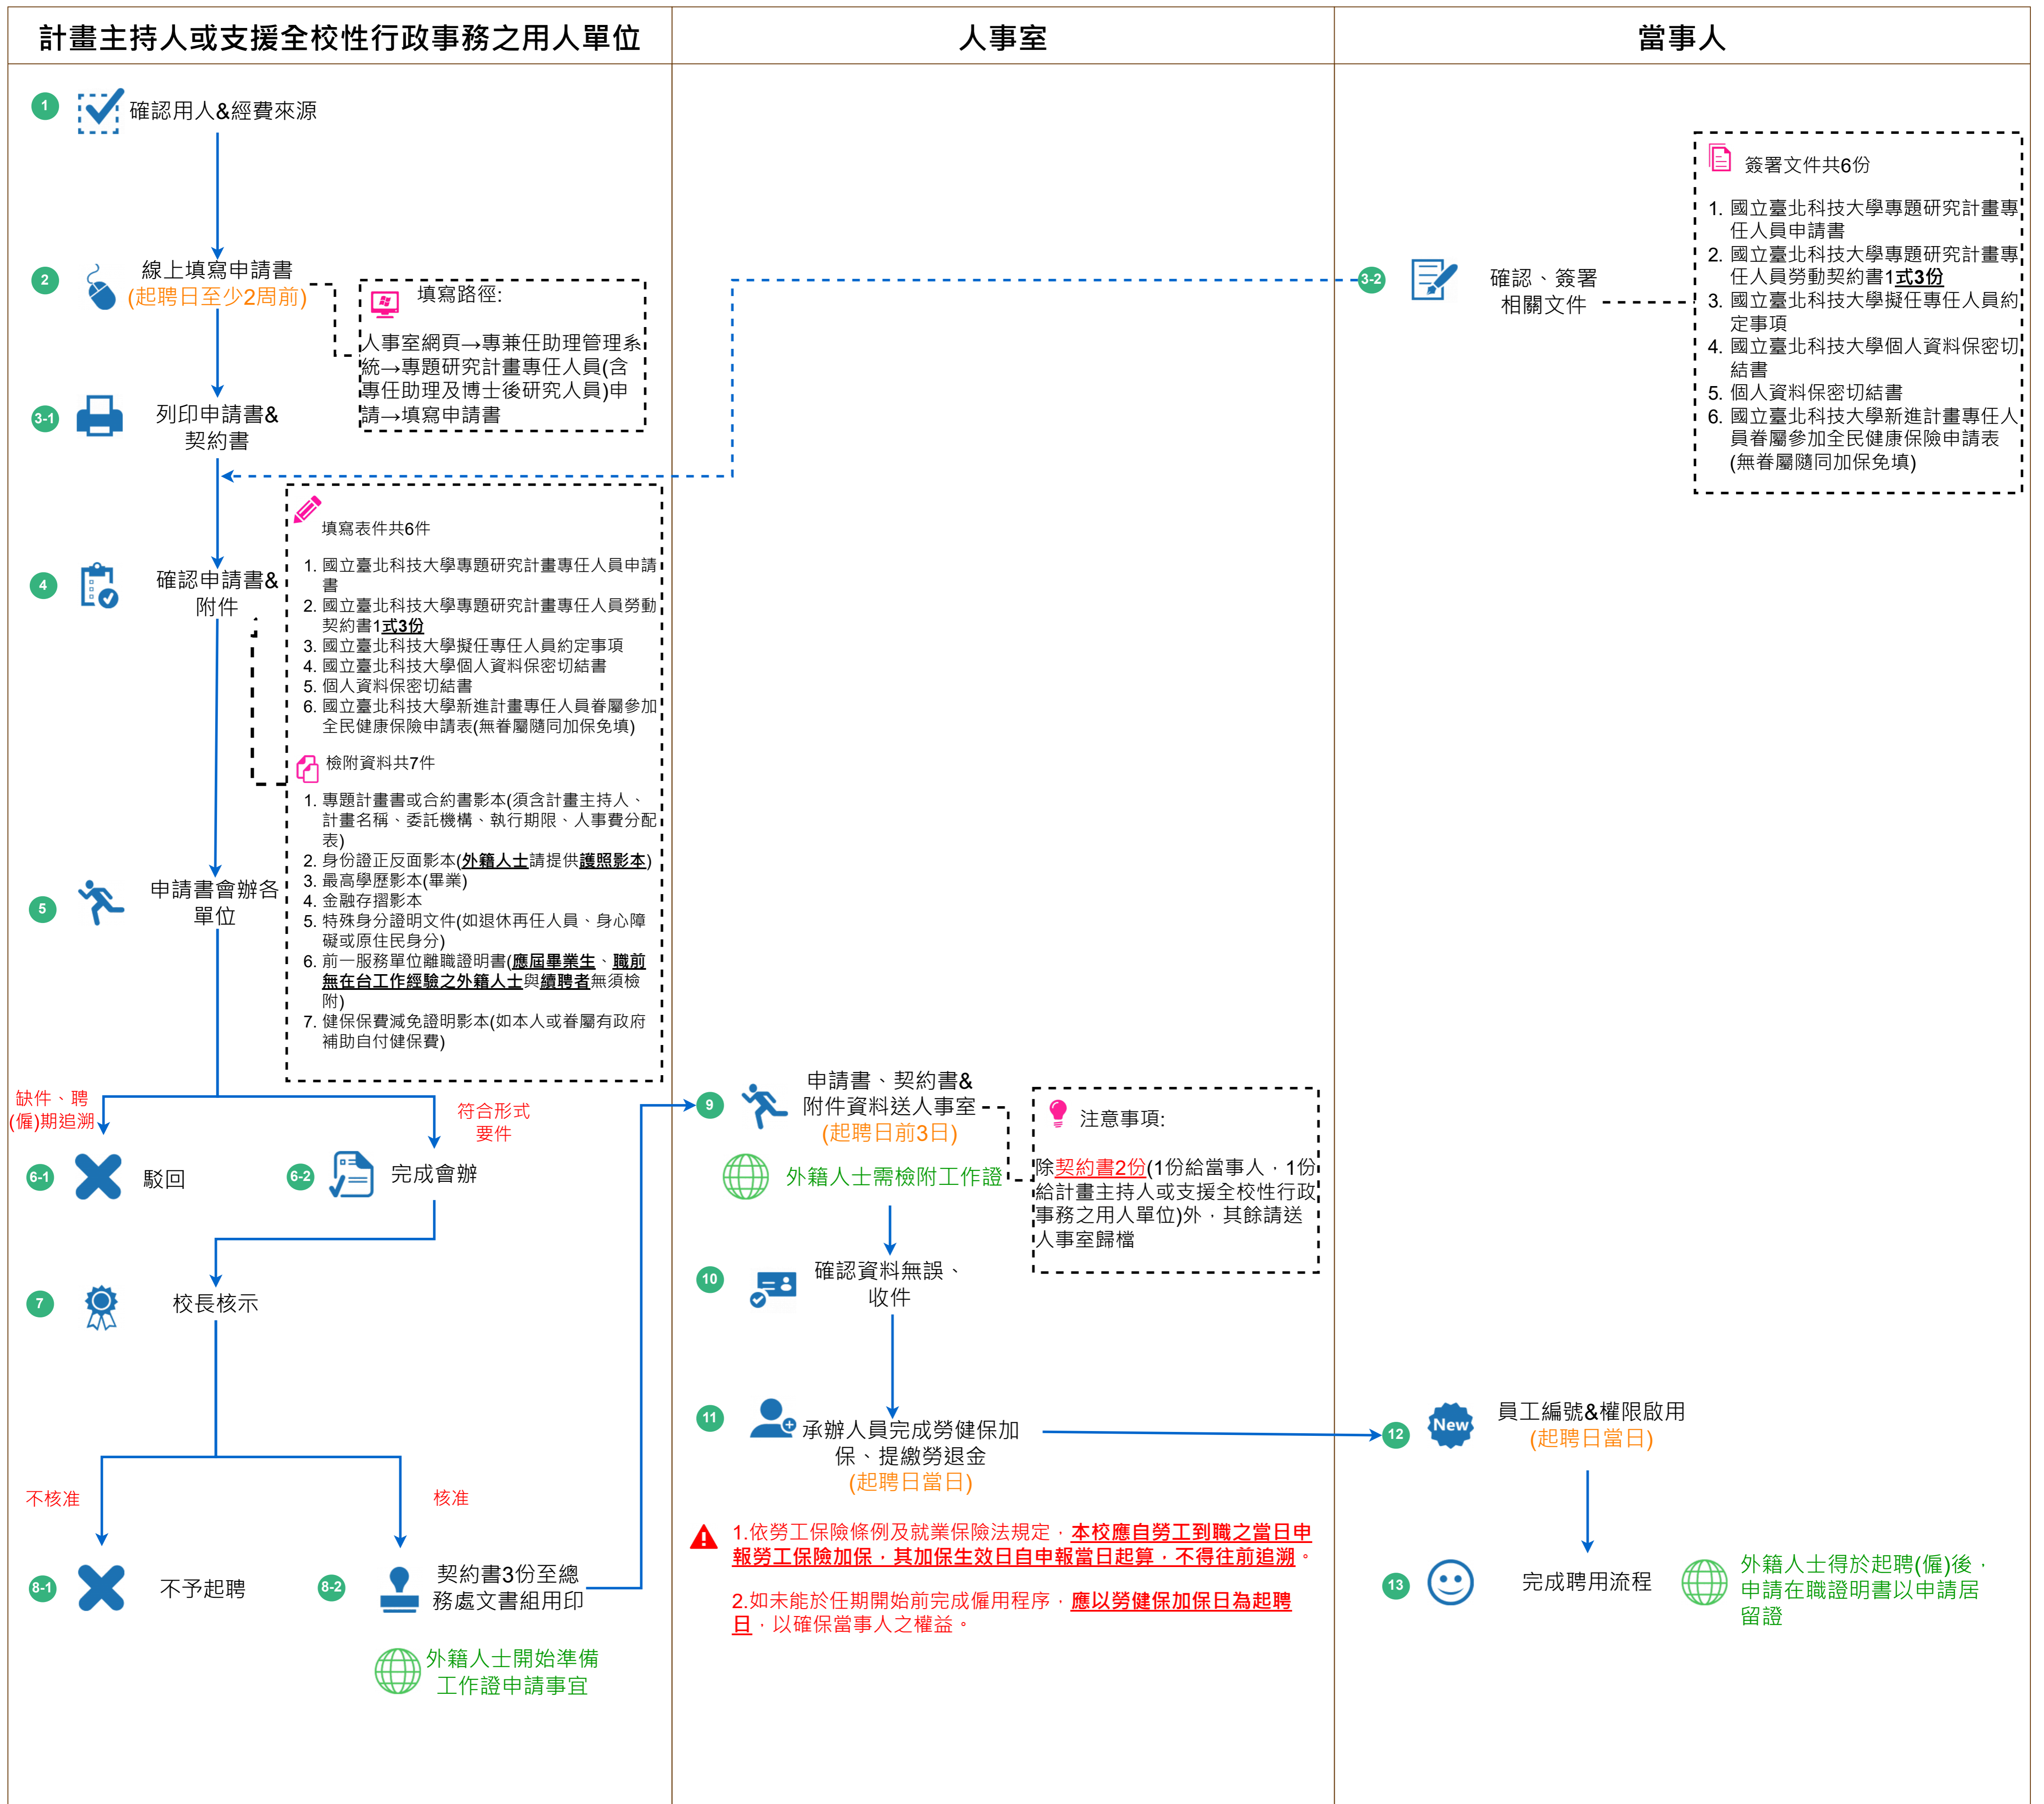 計畫主持人或支援全校性行政事務之用人單位
人事室
當事人
1
確認用人&經費來源
2
線上填寫申請書
(起聘日至少2周前)
填寫路徑:
人事室網頁→專兼任助理管理系
統→專題研究計畫專任人員(含
專任助理及博士後研究人員)申
請→填寫申請書
3-1
列印申請書&
契約書
3-2
確認、簽署
相關文件
簽署文件共6份
1. 國立臺北科技大學專題研究計畫專
任人員申請書
2. 國立臺北科技大學專題研究計畫專
任人員勞動契約書1式3份
3. 國立臺北科技大學擬任專任人員約
定事項
4. 國立臺北科技大學個人資料保密切
結書
5. 個人資料保密切結書
6. 國立臺北科技大學新進計畫專任人
員眷屬參加全民健康保險申請表
(無眷屬隨同加保免填)
4
確認申請書&
附件
填寫表件共6件
1. 國立臺北科技大學專題研究計畫專任人員申請
書
2. 國立臺北科技大學專題研究計畫專任人員勞動
契約書1式3份
3. 國立臺北科技大學擬任專任人員約定事項
4. 國立臺北科技大學個人資料保密切結書
5. 個人資料保密切結書
6. 國立臺北科技大學新進計畫專任人員眷屬參加
全民健康保險申請表(無眷屬隨同加保免填)
檢附資料共7件
1. 專題計畫書或合約書影本(須含計畫主持人、
計畫名稱、委託機構、執行期限、人事費分配
表)
2. 身份證正反面影本(外籍人士請提供護照影本)
3. 最高學歷影本(畢業)
4. 金融存摺影本
5. 特殊身分證明文件(如退休再任人員、身心障
礙或原住民身分)
6. 前一服務單位離職證明書(應屆畢業生、職前
無在台工作經驗之外籍人士與續聘者無須檢
附)
7. 健保保費減免證明影本(如本人或眷屬有政府
補助自付健保費)
5
申請書會辦各
單位
缺件、聘
(僱)期追溯
符合形式
要件
6-1
駁回
6-2
完成會辦
7
校長核示
不核准
核准
8-1
不予起聘
8-2
契約書3份至總
務處文書組用印
外籍人士開始準備
工作證申請事宜
9
申請書、契約書&
附件資料送人事室
(起聘日前3日)
外籍人士需檢附工作證
注意事項:
除契約書2份(1份給當事人，1份
給計畫主持人或支援全校性行政
事務之用人單位)外，其餘請送
人事室歸檔
10
確認資料無誤、
收件
11
承辦人員完成勞健保加
保、提繳勞退金
(起聘日當日)
1.依勞工保險條例及就業保險法規定，本校應自勞工到職之當日申
報勞工保險加保，其加保生效日自申報當日起算，不得往前追溯。
2.如未能於任期開始前完成僱用程序，應以勞健保加保日為起聘
日，以確保當事人之權益。
12
New
員工編號&權限啟用
(起聘日當日)
13
完成聘用流程
外籍人士得於起聘(僱)後，
申請在職證明書以申請居
留證